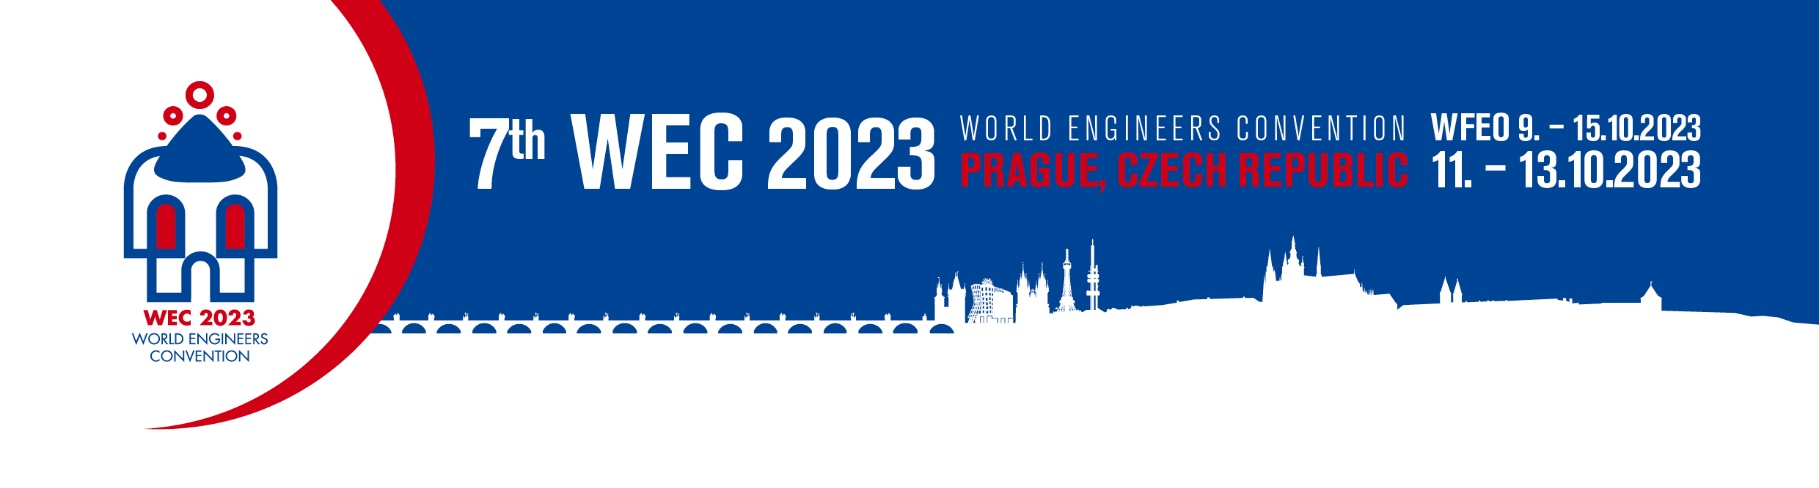 WEC 2023
WORLD ENGINEERS
CONVENTION
7th WEC 2023
WORLD ENGINEERS CONVENTION
PRAGUE, CZECH REPUBLIC
WFEO 9. – 15.10.2023
11. – 13.10.2023